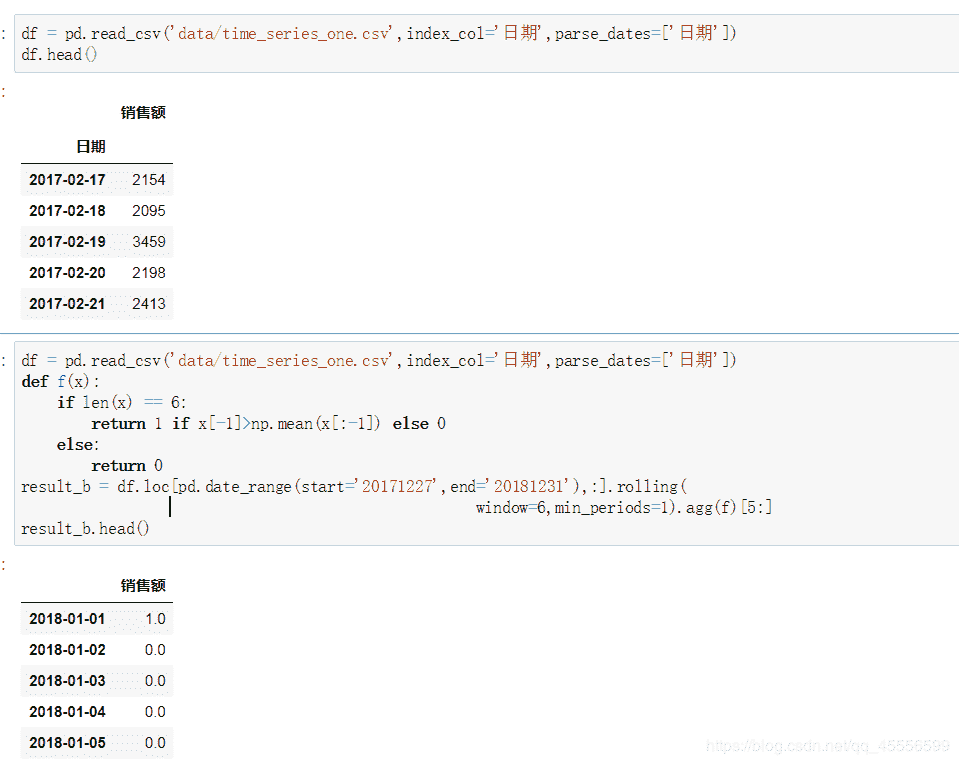 : df = pd.read_csv('data/time_series_one.csv',index_col='日期',parse_dates=['日期'])
df.head()
:
销售额
日期
2017-02-17 2154
2017-02-18 2095
2017-02-19 3459
2017-02-20 2198
2017-02-21 2413
: df = pd.read_csv('data/time_series_one.csv',index_col='日期',parse_dates=['日期'])
def f(x):
    if len(x) == 6:
        return 1 if x[-1]>np.mean(x[:-1]) else 0
    else:
        return 0
result_b = df.loc[pd.date_range(start='20171227',end='20181231'),:].rolling(
window=6,min_periods=1).agg(f)[5:]
result_b.head()
:
销售额
2018-01-01 1.0
2018-01-02 0.0
2018-01-03 0.0
2018-01-04 0.0
2018-01-05 0.0